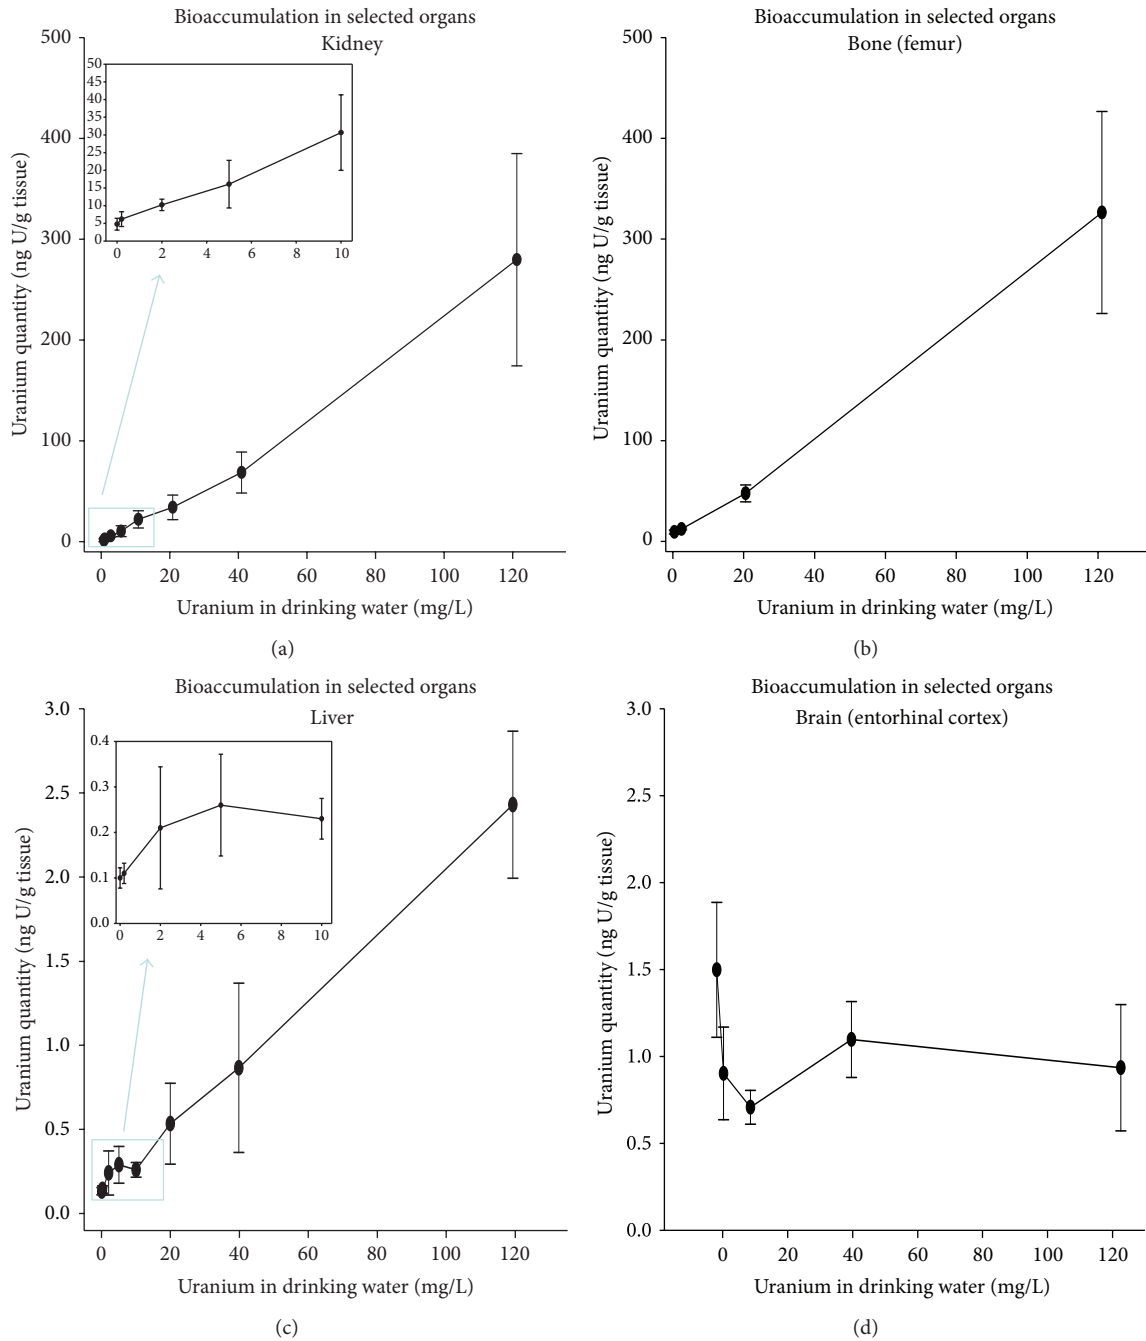 Bioaccumulation in selected organs
Kidney
500
400
300
200
100
0
50
45
40
35
30
25
20
15
10
5
0
0 2 4 6 8 10
0 20 40 60 80 100 120
Uranium quantity (ng U/g tissue)
Uranium in drinking water (mg/L)
(a)
Bioaccumulation in selected organs
Bone (femur)
500
400
300
200
100
0
0 20 40 60 80 100 120
Uranium quantity (ng U/g tissue)
Uranium in drinking water (mg/L)
(b)
Bioaccumulation in selected organs
Liver
3.0
2.5
2.0
1.5
1.0
0.5
0.0
0.4
0.3
0.2
0.1
0.0
0 2 4 6 8 10
0 20 40 60 80 100 120
Uranium quantity (ng U/g tissue)
Uranium in drinking water (mg/L)
(c)
Bioaccumulation in selected organs
Brain (entorhinal cortex)
3.0
2.5
2.0
1.5
1.0
0.5
0.0
0 20 40 60 80 100 120
Uranium quantity (ng U/g tissue)
Uranium in drinking water (mg/L)
(d)